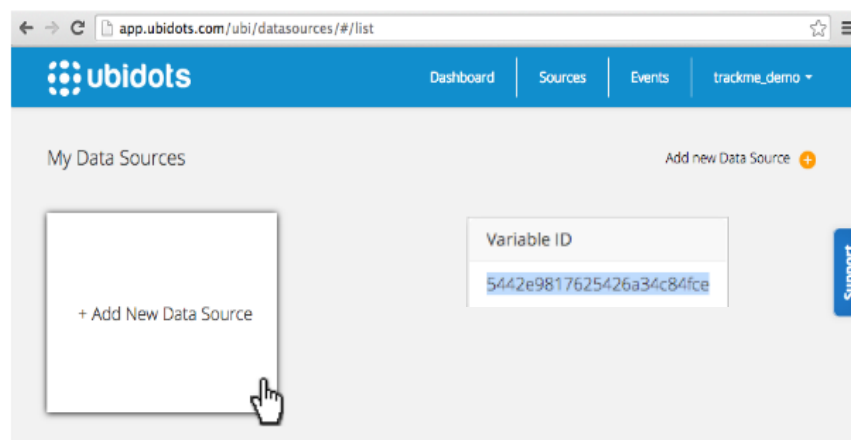 app.ubidots.com/ubi/datasources/#/list
ubidots
Dashboard
Sources
Events
trackme_demo
My Data Sources
Add new Data Source
+ Add New Data Source
Variable ID
5442e9817625426a34c84fce
Support